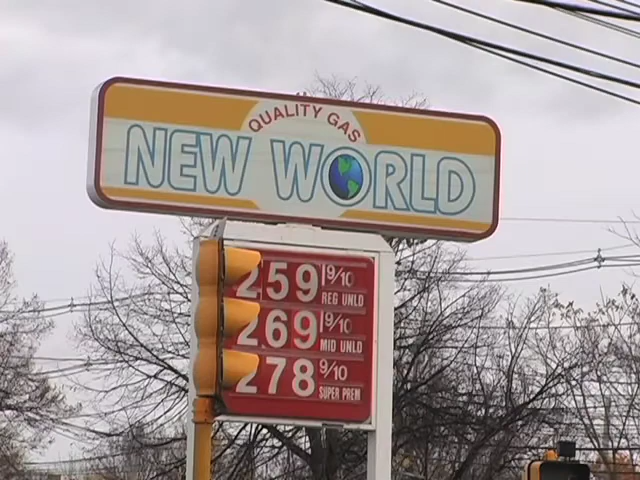 QUALITY GAS
NEW WORLD
259 9/10
REG UNLD
269 9/10
MID UNLD
278 9/10
SUPER PREM